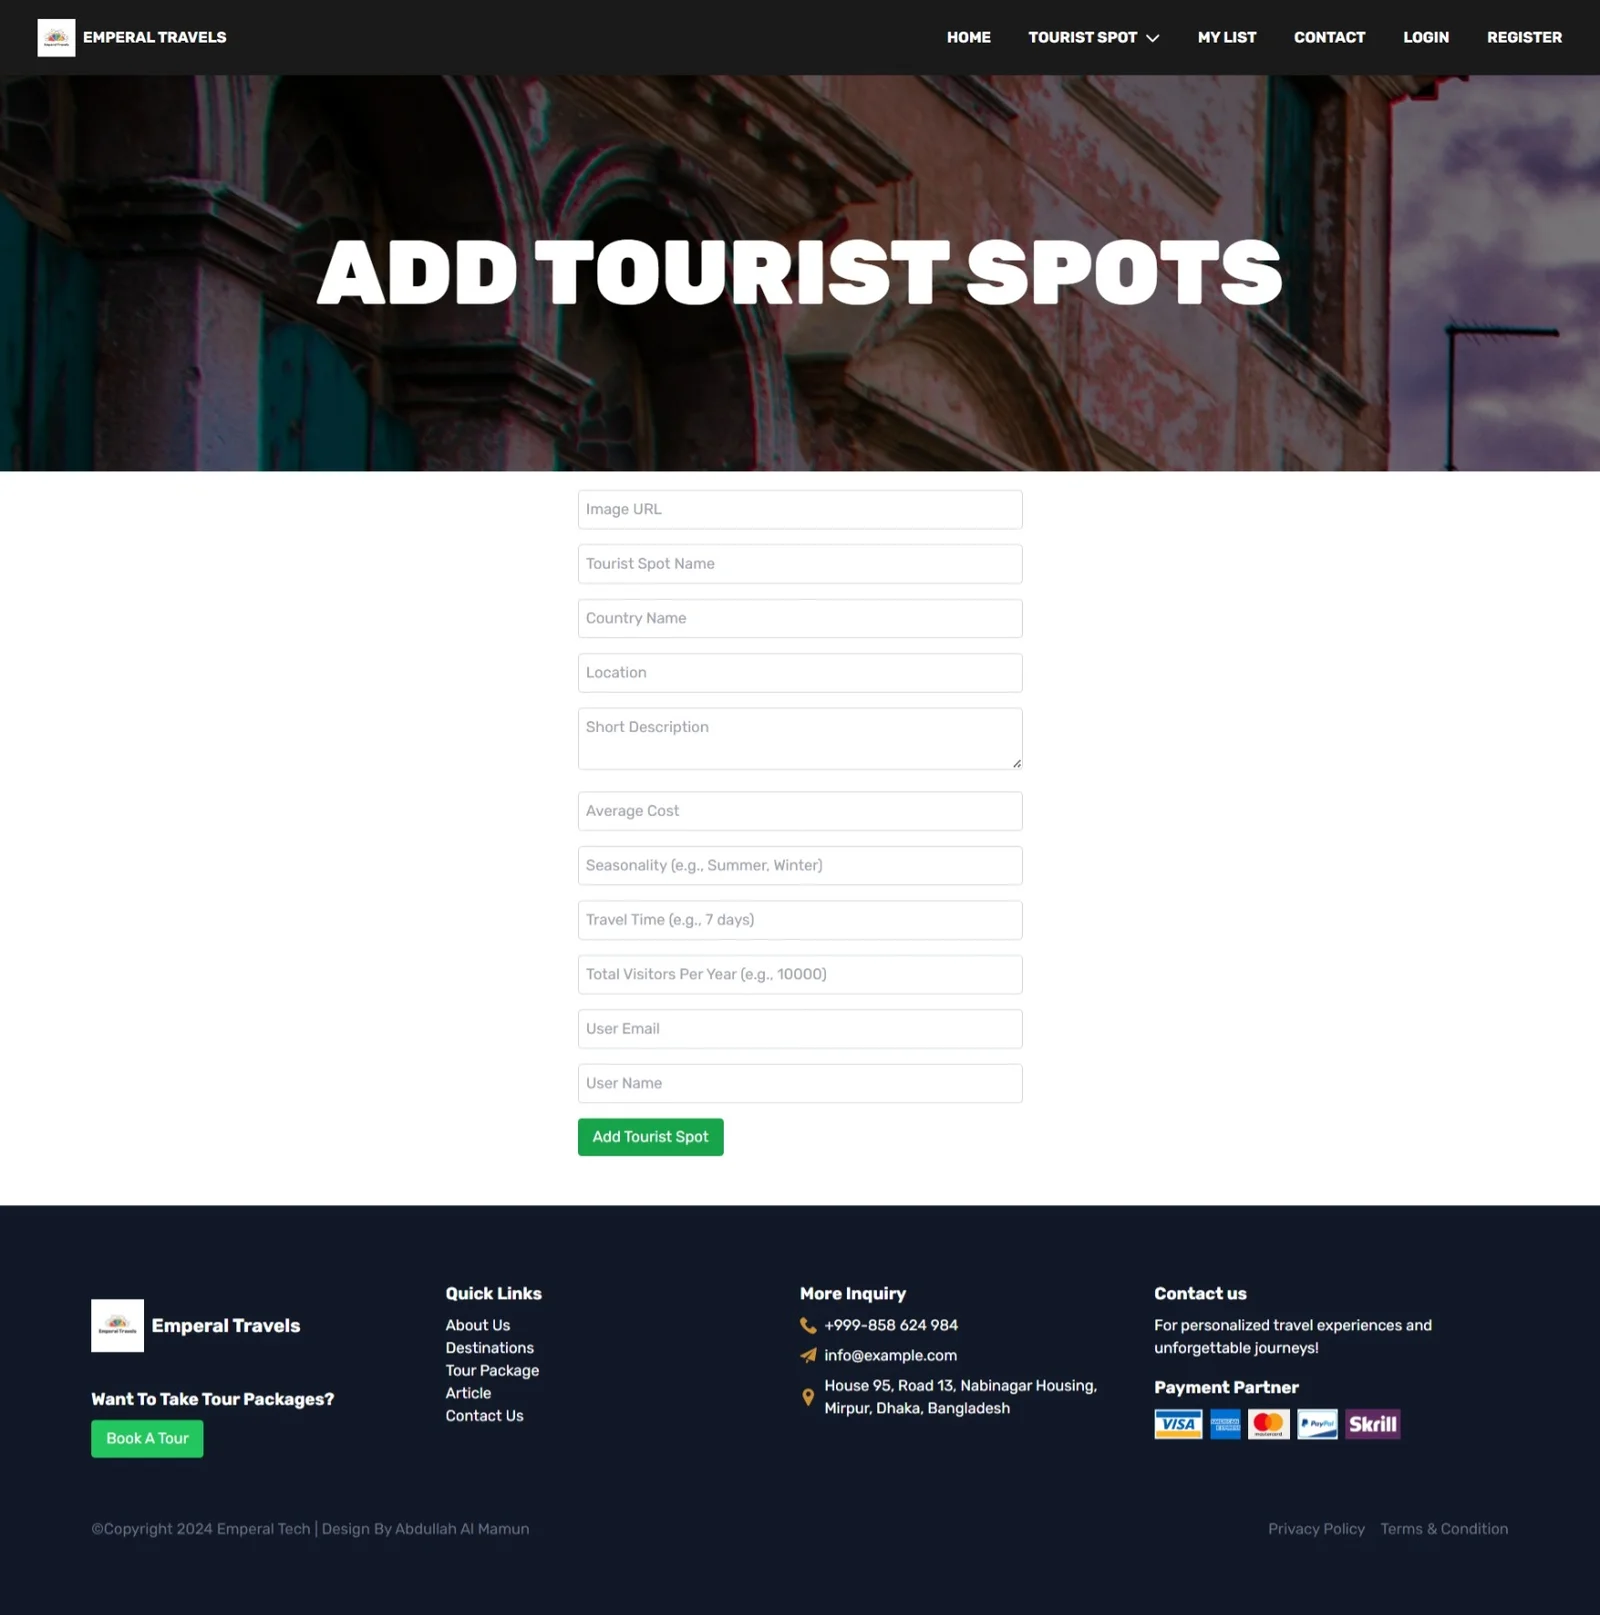 EMPERAL TRAVELS
HOME
TOURIST SPOT
MY LIST
CONTACT
LOGIN
REGISTER
ADD TOURIST SPOTS
Image URL
Tourist Spot Name
Country Name
Location
Short Description
Average Cost
Seasonality (e.g., Summer, Winter)
Travel Time (e.g., 7 days)
Total Visitors Per Year (e.g., 10000)
User Email
User Name
Add Tourist Spot
Emperal Travels
Emperal Travels
Want To Take Tour Packages?
Book A Tour
Quick Links
About Us
Destinations
Tour Package
Article
Contact Us
More Inquiry
+999-858 624 984
info@example.com
House 95, Road 13, Nabinagar Housing,
Mirpur, Dhaka, Bangladesh
Contact us
For personalized travel experiences and
unforgettable journeys!
Payment Partner
VISA
AMERICAN EXPRESS
mastercard
PayPal
Skrill
©Copyright 2024 Emperal Tech | Design By Abdullah Al Mamun
Privacy Policy
Terms & Condition